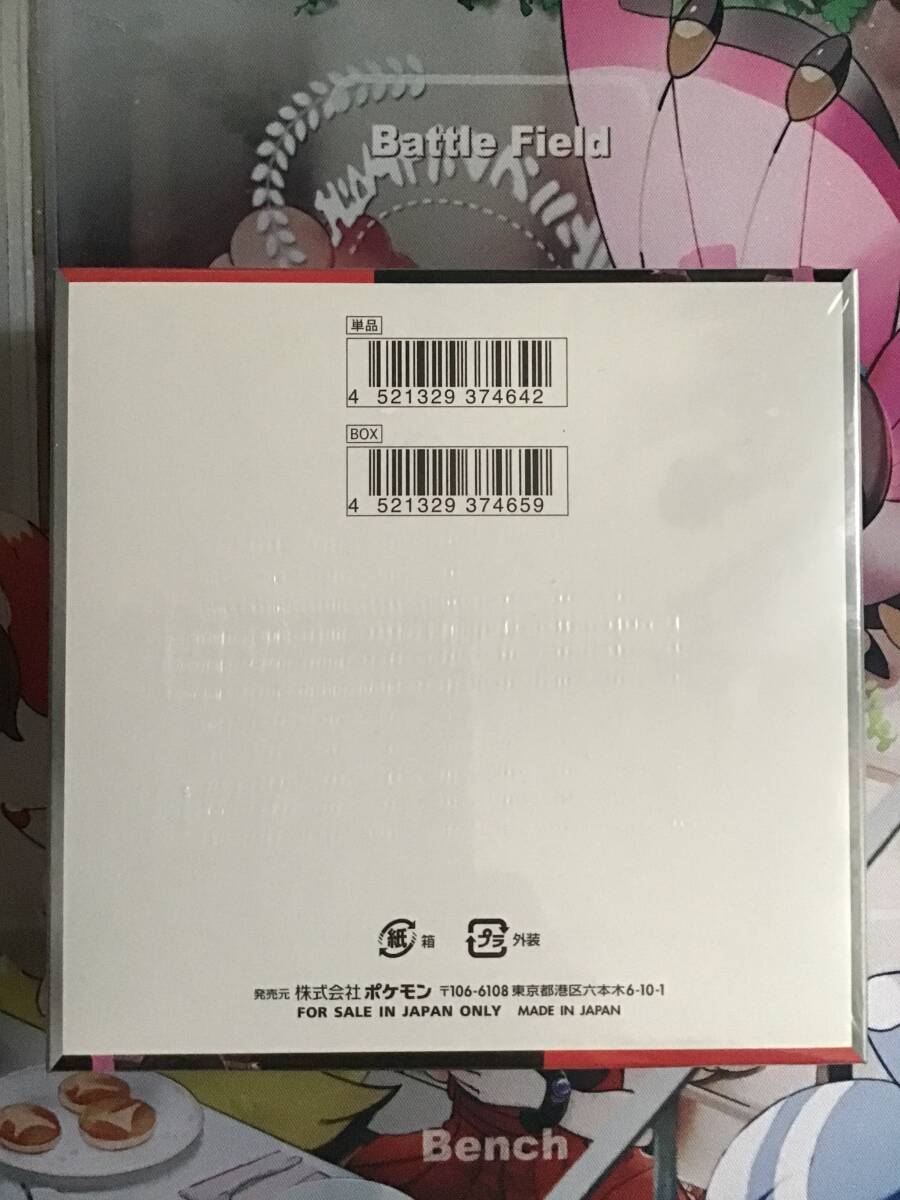 Battle Field
単品
4 521329 374642
BOX
4 521329 374659
紙 箱 プラ 外装
発売元 株式会社ポケモン 〒106-6108 東京都港区六本木6-10-1
FOR SALE IN JAPAN ONLY MADE IN JAPAN
Bench